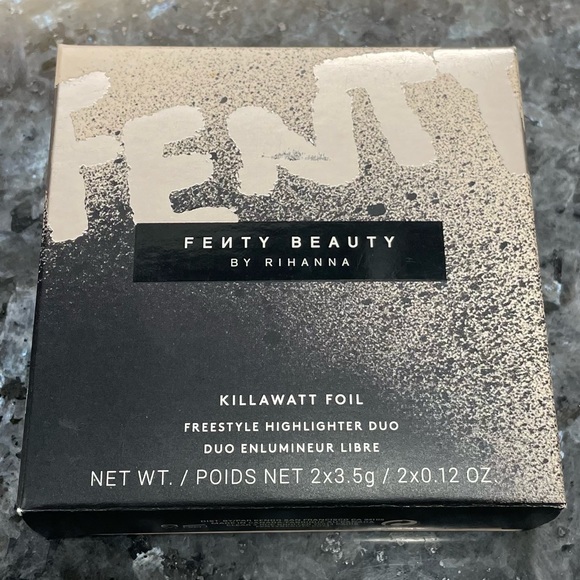 FENTY
FEИTY BEAUTY
BY RIHANNA
KILLAWATT FOIL
FREESTYLE HIGHLIGHTER DUO
DUO ENLUMINEUR LIBRE
NET WT. / POIDS NET 2x3.5g / 2x0.12 OZ.